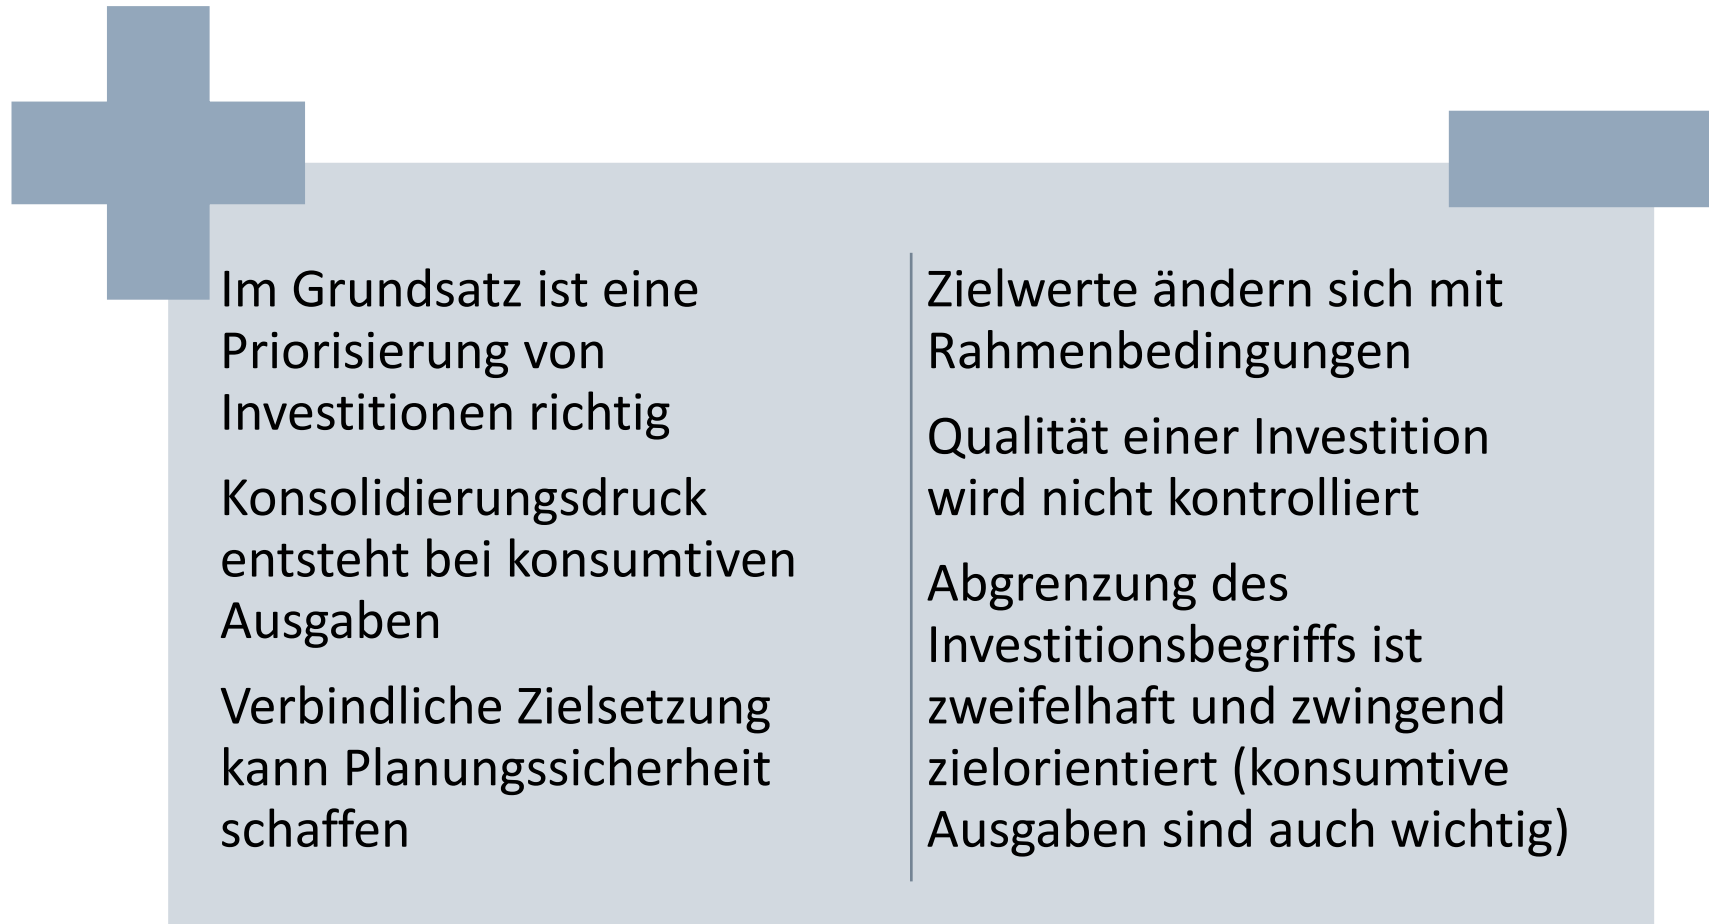 Im Grundsatz ist eine
Priorisierung von
Investitionen richtig
Konsolidierungsdruck
entsteht bei konsumtiven
Ausgaben
Verbindliche Zielsetzung
kann Planungssicherheit
schaffen
Zielwerte ändern sich mit
Rahmenbedingungen
Qualität einer Investition
wird nicht kontrolliert
Abgrenzung des
Investitionsbegriffs ist
zweifelhaft und zwingend
zielorientiert (konsumtive
Ausgaben sind auch wichtig)